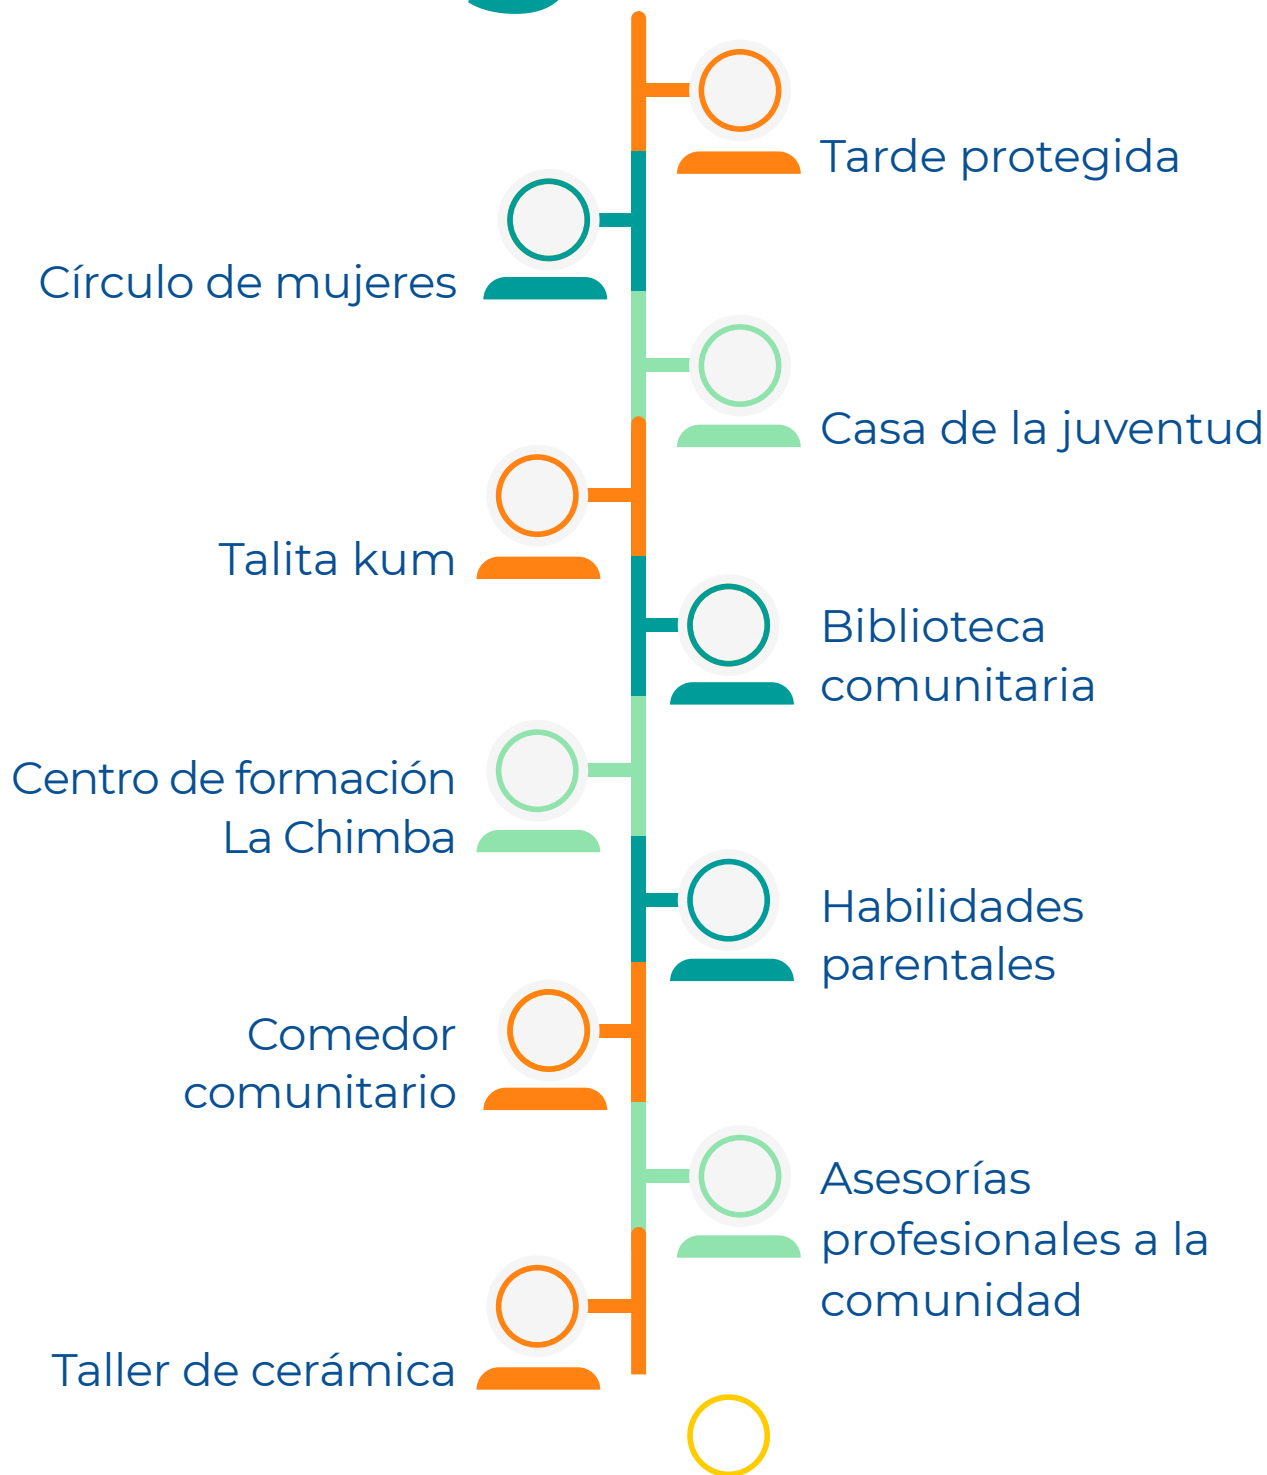 Tarde protegida
Círculo de mujeres
Casa de la juventud
Talita kum
Biblioteca
comunitaria
Centro de formación
La Chimba
Habilidades
parentales
Comedor
comunitario
Asesorías
profesionales a la
comunidad
Taller de cerámica